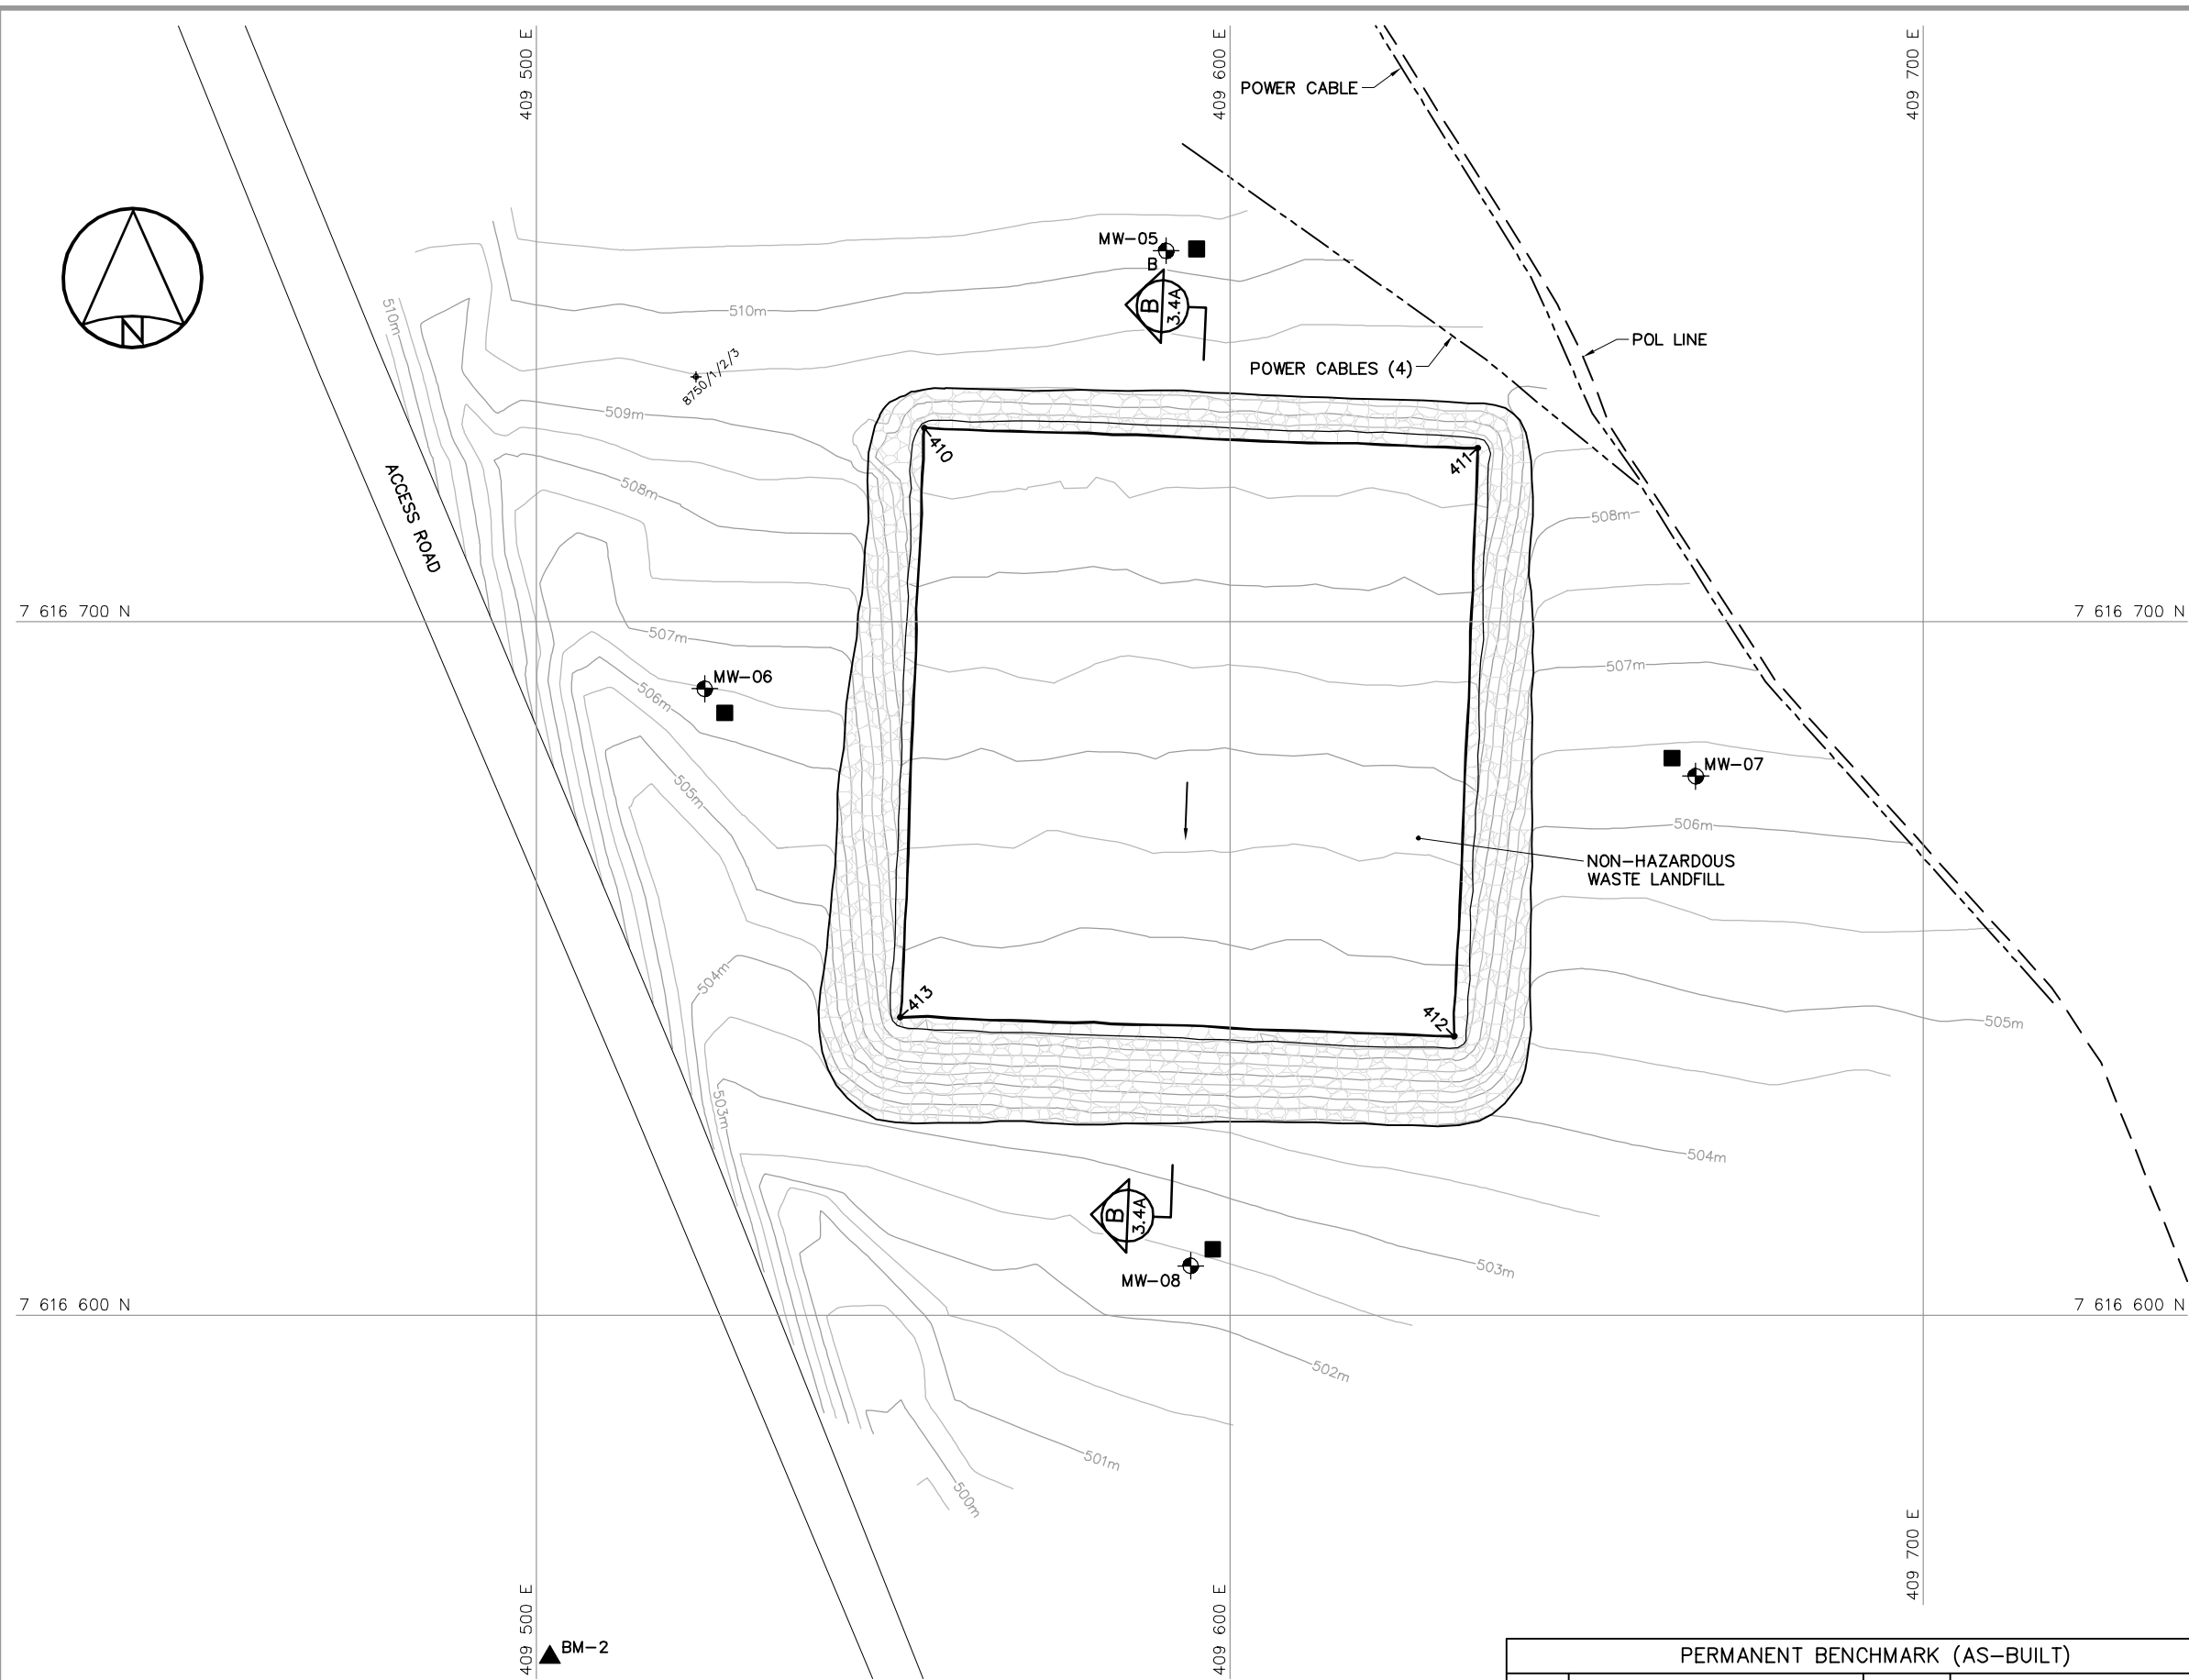 409 500 E
409 600 E
409 700 E
POWER CABLE
N
MW-05
B
B
3.4A
510m
510m
POL LINE
POWER CABLES (4)
8750/1/2/3
509m
410
411
ACCESS ROAD
508m
508m
7 616 700 N
7 616 700 N
507m
507m
MW-06
506m
MW-07
505m
506m
NON-HAZARDOUS
WASTE LANDFILL
504m
413
412
505m
503m
504m
B
3.4A
503m
MW-08
7 616 600 N
7 616 600 N
502m
501m
500m
409 500 E
409 600 E
409 700 E
BM-2
PERMANENT BENCHMARK (AS-BUILT)